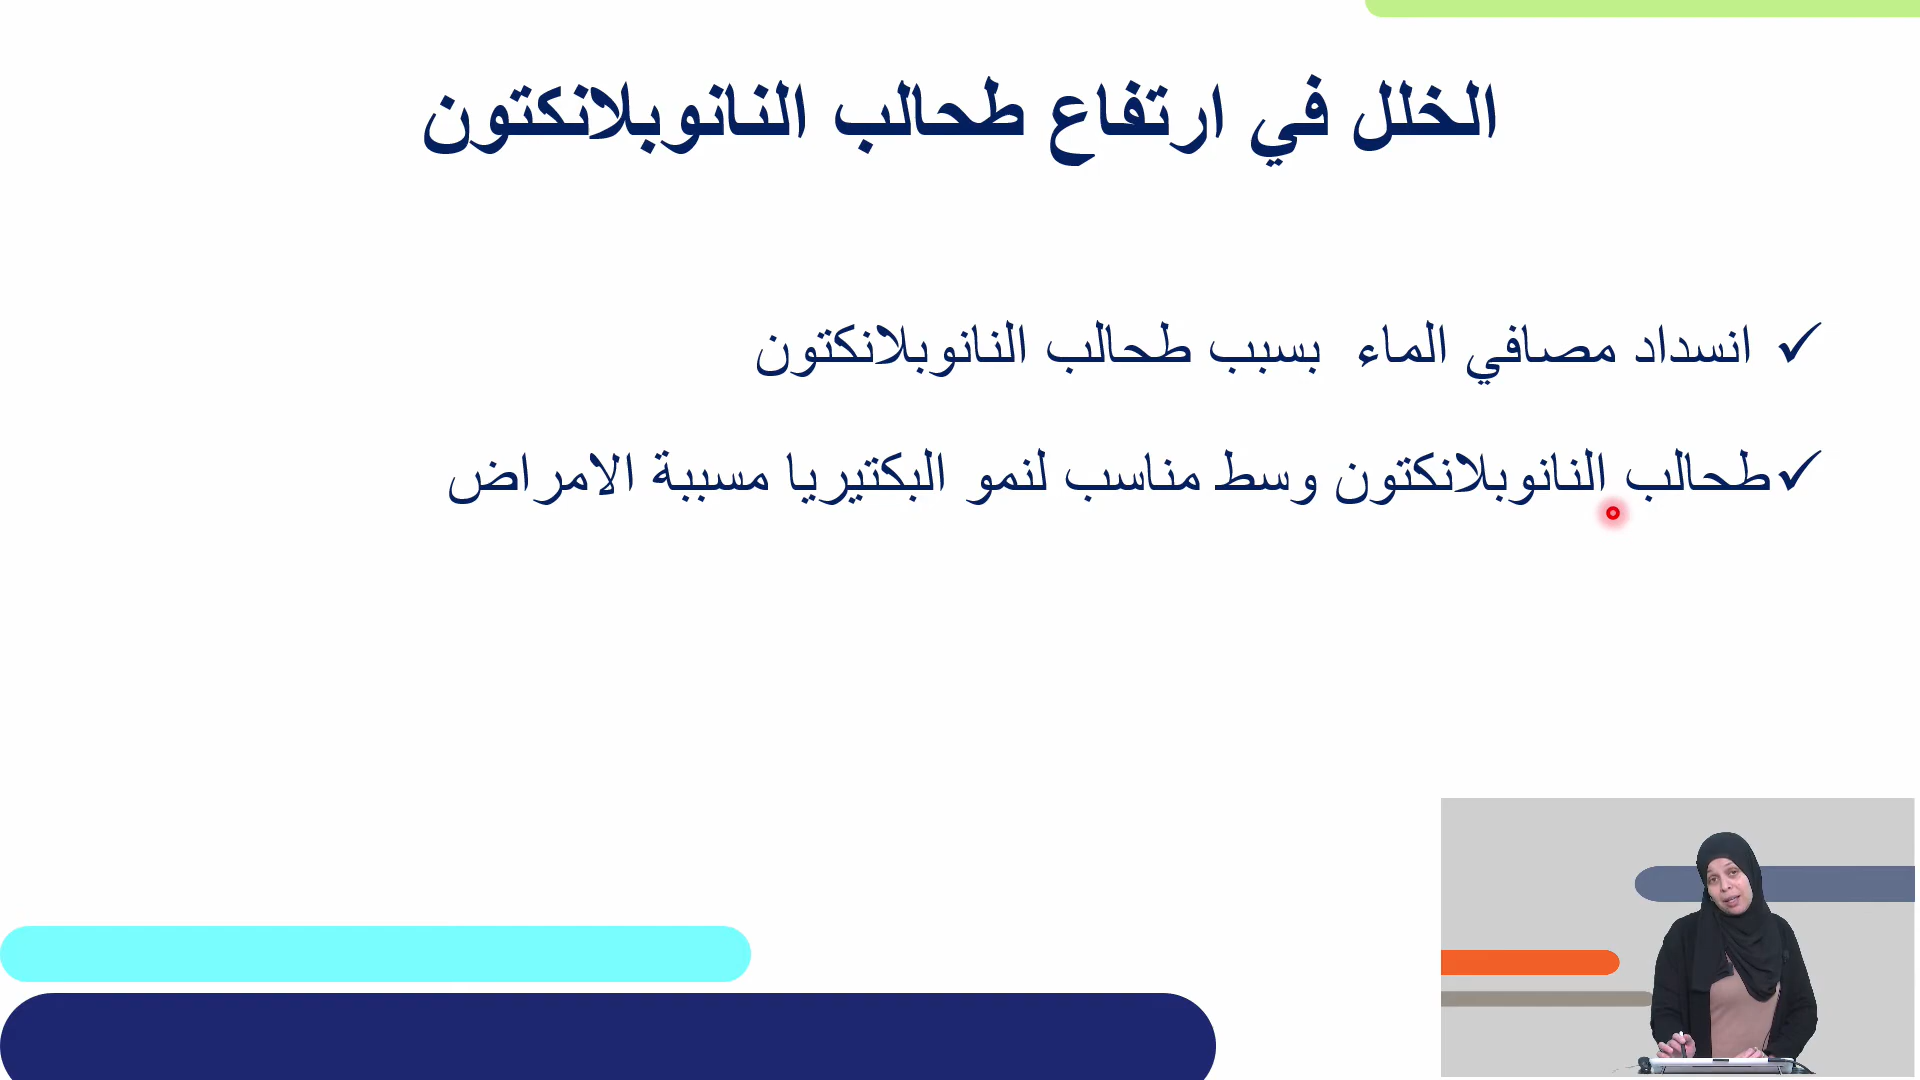 الخلل في ارتفاع طحالب النانوبلانكتون
✓ انسداد مصافي الماء بسبب طحالب النانوبلانكتون
✓ طحالب النانوبلانكتون وسط مناسب لنمو البكتيريا مسببة الامراض